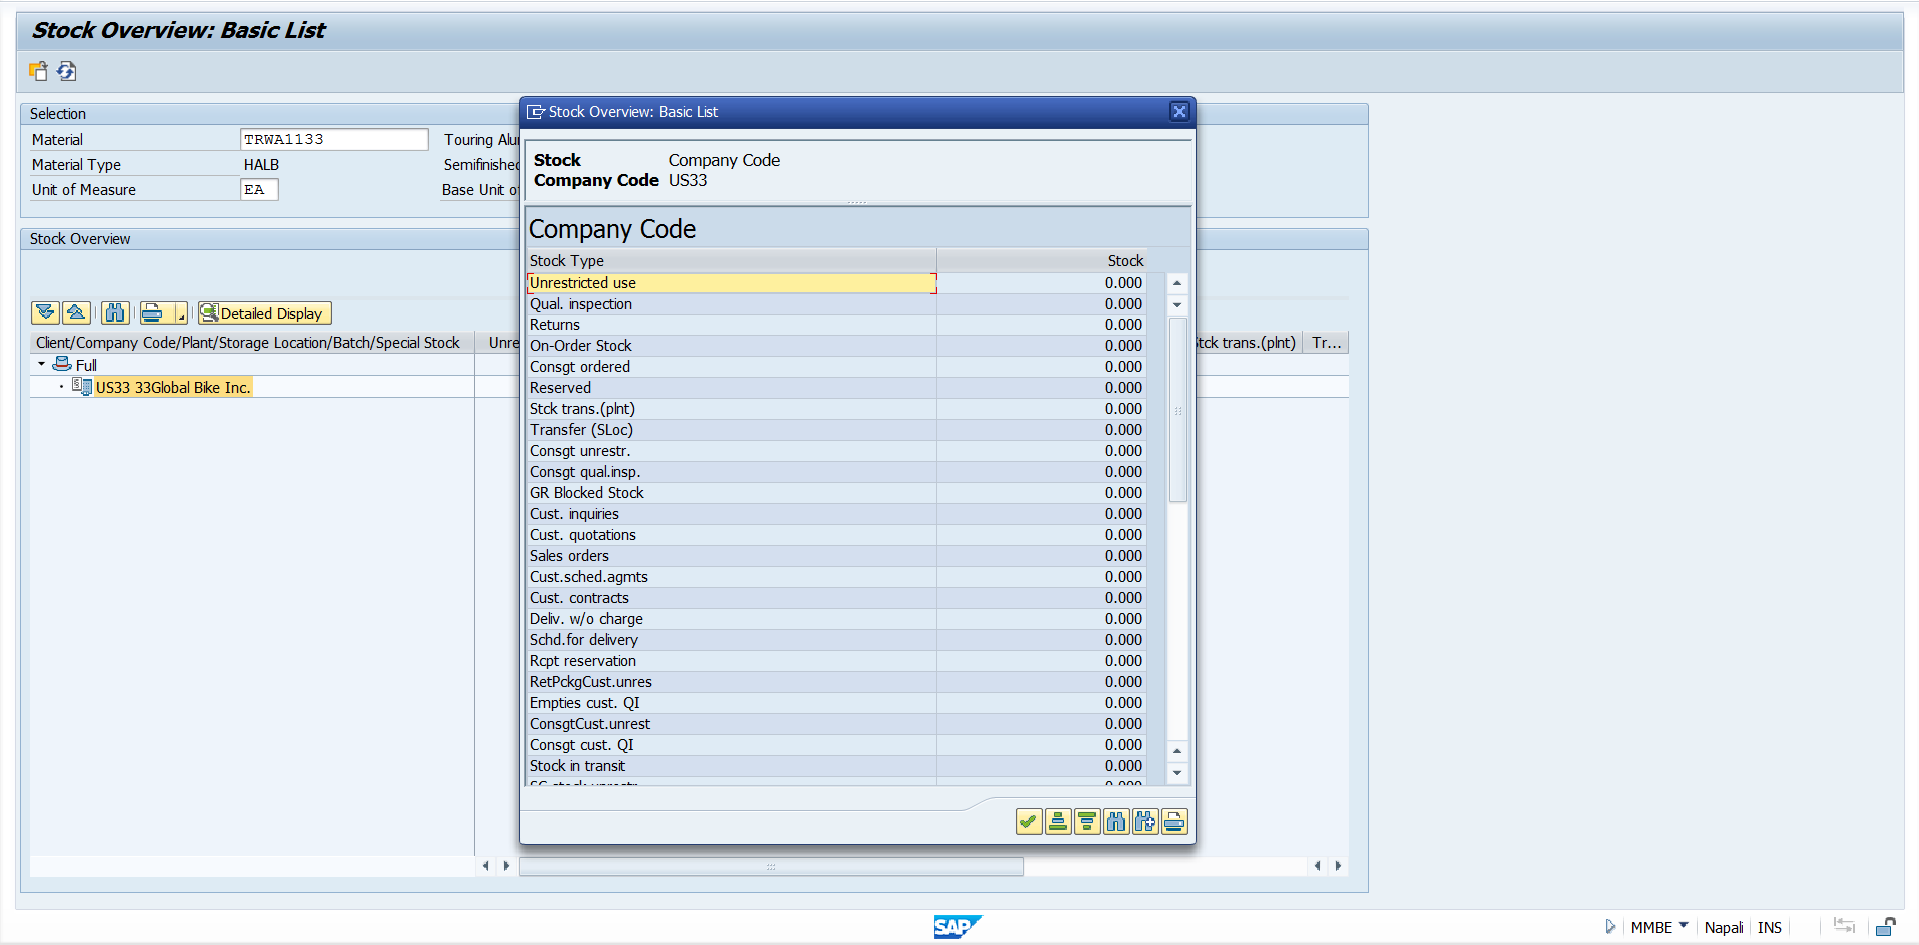 Stock Overview: Basic List
Selection
Material TRWA1133 Touring
Material Type HALB Semifinished
Unit of Measure EA Base Unit
Stock Overview
Detailed Display
Client/Company Code/Plant/Storage Location/Batch/Special Stock
trans.(plnt) Tr...
Full
US33 33Global Bike Inc.
Stock Overview: Basic List
Stock Company Code
Company Code US33
Company Code
Stock Type Stock
Unrestricted use 0.000
Qual. inspection 0.000
Returns 0.000
On-Order Stock 0.000
Consgt ordered 0.000
Reserved 0.000
Stck trans.(plnt) 0.000
Transfer (SLoc) 0.000
Consgt unrestr. 0.000
Consgt qual.insp. 0.000
GR Blocked Stock 0.000
Cust. inquiries 0.000
Cust. quotations 0.000
Sales orders 0.000
Cust.sched.agmts 0.000
Cust. contracts 0.000
Deliv. w/o charge 0.000
Schd.for delivery 0.000
Rcpt reservation 0.000
RetPckgCust.unres 0.000
Empties cust. QI 0.000
ConsgtCust.unrest 0.000
Consgt cust. QI 0.000
Stock in transit 0.000
SAP
MMBE Napali INS